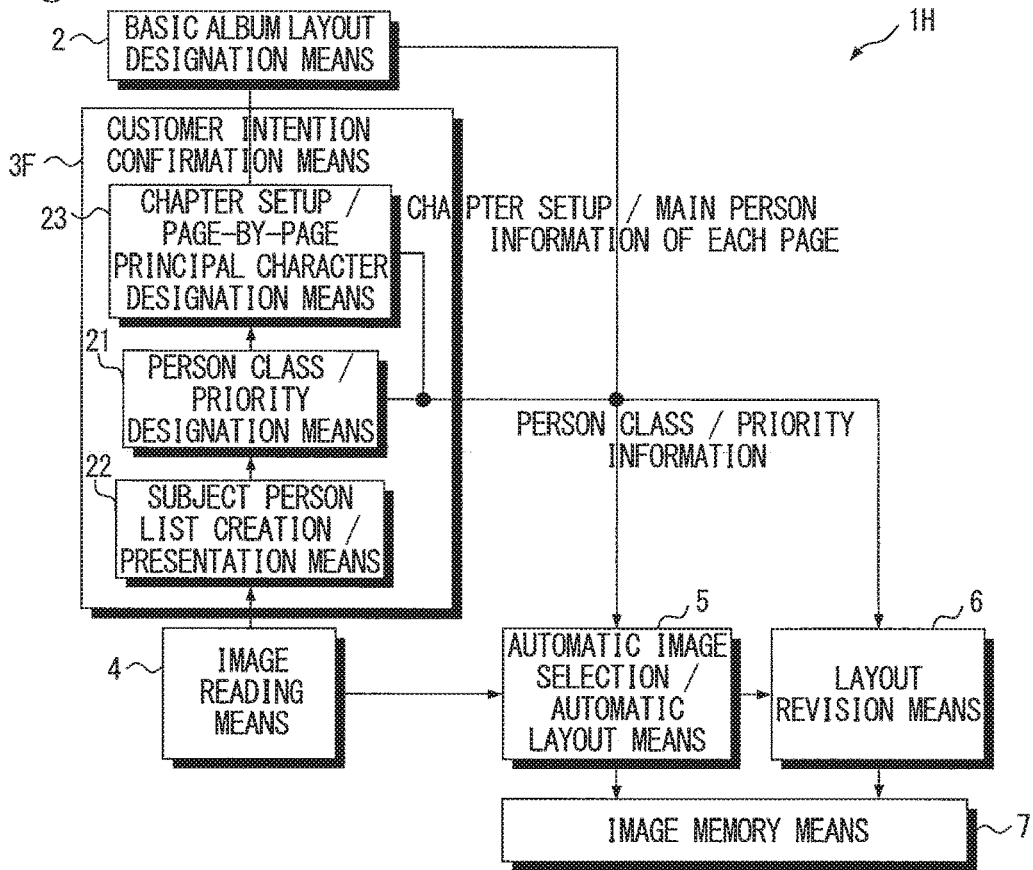 1H
2
BASIC ALBUM LAYOUT
DESIGNATION MEANS
3F
CUSTOMER INTENTION
CONFIRMATION MEANS
23
CHAPTER SETUP /
PAGE-BY-PAGE
PRINCIPAL CHARACTER
DESIGNATION MEANS
CHAPTER SETUP / MAIN PERSON
INFORMATION OF EACH PAGE
21
PERSON CLASS /
PRIORITY
DESIGNATION MEANS
PERSON CLASS / PRIORITY
INFORMATION
22
SUBJECT PERSON
LIST CREATION /
PRESENTATION MEANS
4
IMAGE
READING
MEANS
5
AUTOMATIC IMAGE
SELECTION /
AUTOMATIC
LAYOUT MEANS
6
LAYOUT
REVISION MEANS
IMAGE MEMORY MEANS
7